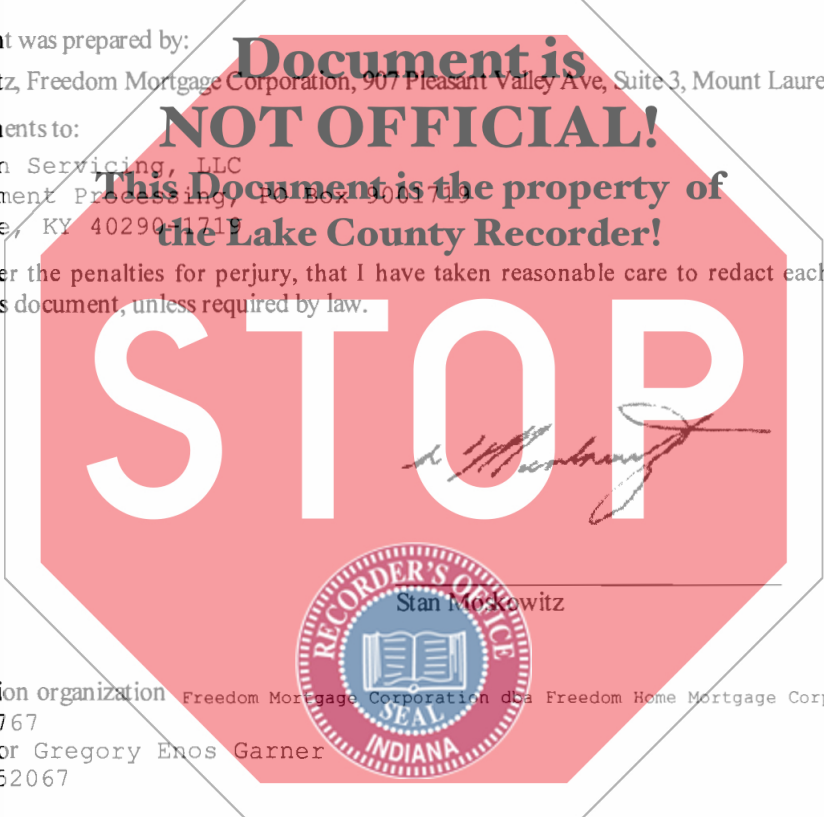 t was prepared by:
Document is
tz, Freedom Mortgage Corporation, 907 Pleasant Valley Ave, Suite 3, Mount Laure
NOT OFFICIAL!
ents to:
n Servicing, LLC
This Document is the property of
ment Processing, PO Box 9001719
e, KY 40290-1719
the Lake County Recorder!
er the penalties for perjury, that I have taken reasonable care to redact each
s document, unless required by law.
STOP
RECORDER'S OFFICE
Stan Moskowitz
SEAL
INDIANA
ion organization Freedom Mortgage Corporation dba Freedom Home Mortgage Corp
767
or Gregory Enos Garner
52067